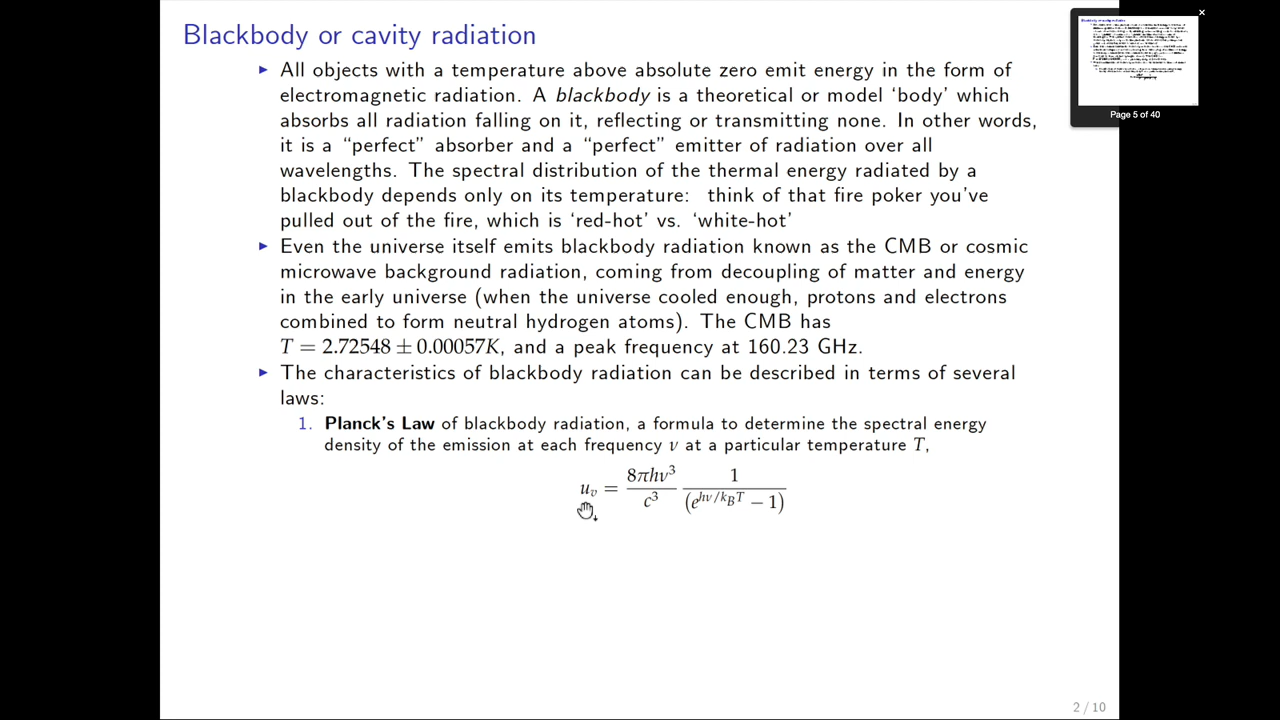 Blackbody or cavity radiation
▶ All objects with a temperature above absolute zero emit energy in the form of
electromagnetic radiation. A blackbody is a theoretical or model ‘body’ which
absorbs all radiation falling on it, reflecting or transmitting none. In other words,
it is a “perfect” absorber and a “perfect” emitter of radiation over all
wavelengths. The spectral distribution of the thermal energy radiated by a
blackbody depends only on its temperature: think of that fire poker you’ve
pulled out of the fire, which is ‘red-hot’ vs. ‘white-hot’
▶ Even the universe itself emits blackbody radiation known as the CMB or cosmic
microwave background radiation, coming from decoupling of matter and energy
in the early universe (when the universe cooled enough, protons and electrons
combined to form neutral hydrogen atoms). The CMB has
T = 2.72548 ± 0.00057K, and a peak frequency at 160.23 GHz.
▶ The characteristics of blackbody radiation can be described in terms of several
laws:
1. Planck’s Law of blackbody radiation, a formula to determine the spectral energy
density of the emission at each frequency ν at a particular temperature T,
u_v = 8πhν³/c³ 1/(e^{hν/k_BT} − 1)
2 / 10
Page 5 of 40